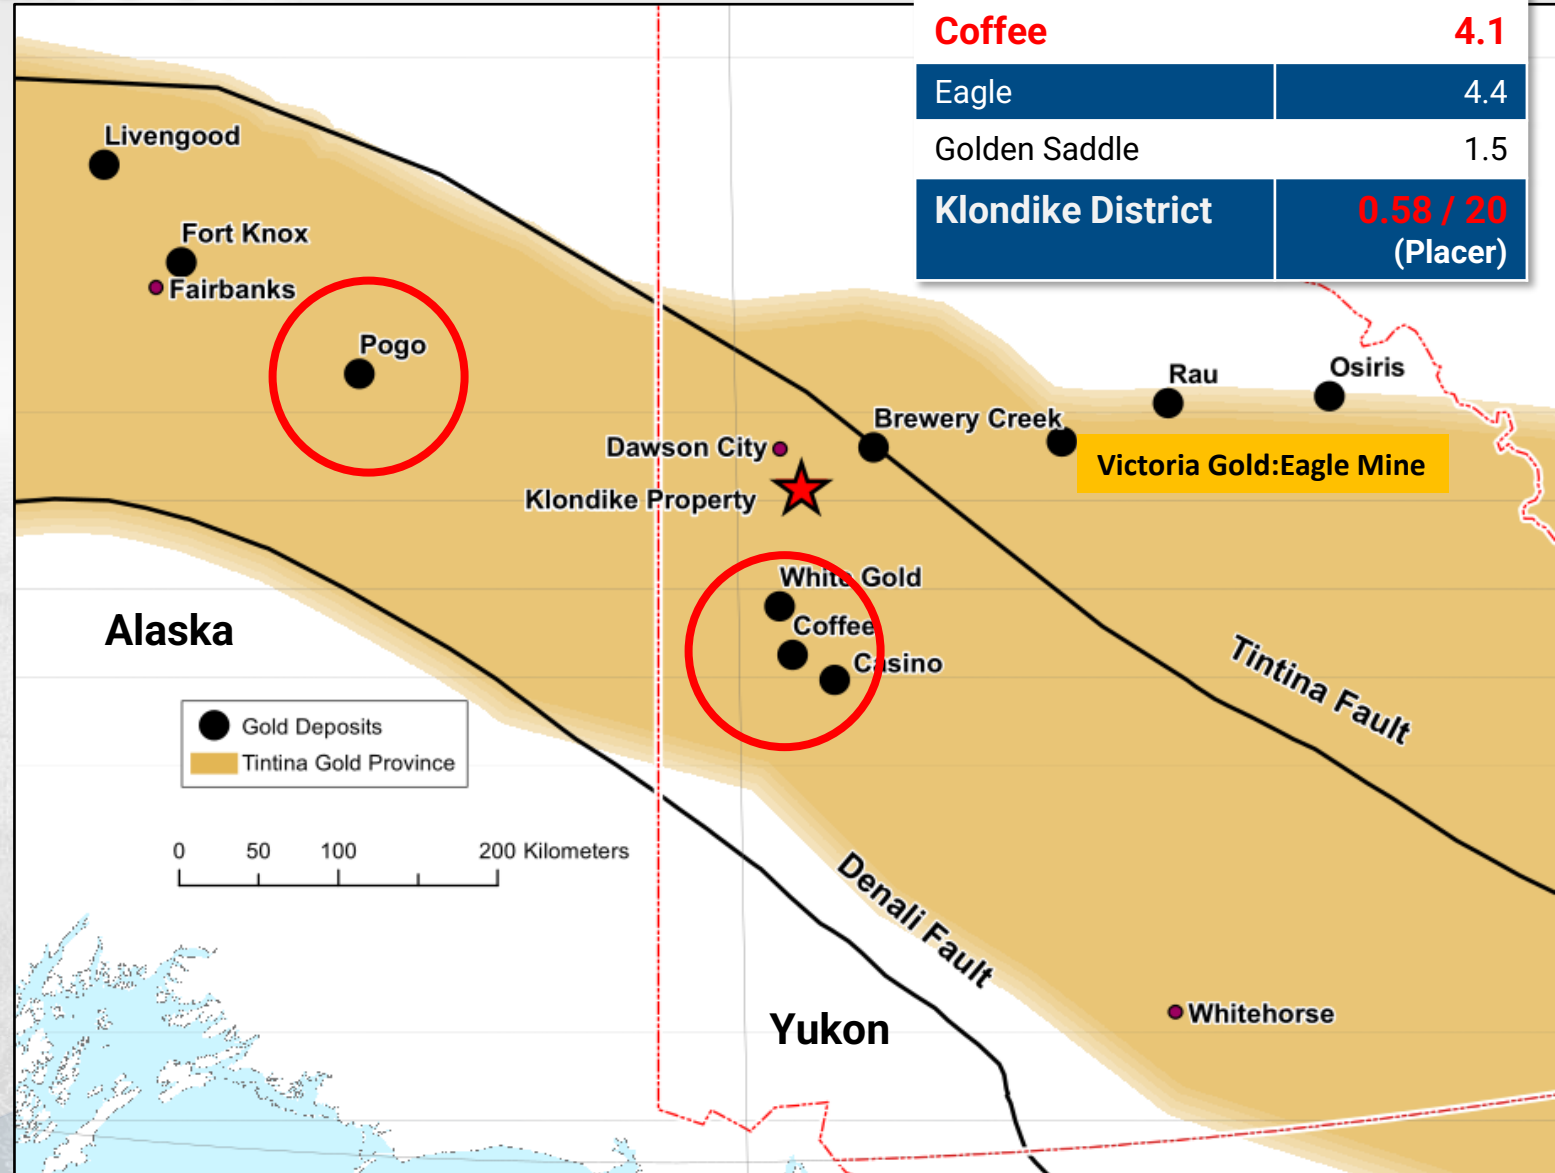 Coffee 4.1
Eagle 4.4
Golden Saddle 1.5
Klondike District 0.58 / 20
(Placer)
Livengood
Fort Knox
Fairbanks
Pogo
Rau
Osiris
Brewery Creek
Dawson City
Victoria Gold:Eagle Mine
Klondike Property
White Gold
Coffee
Casino
Alaska
Tintina Fault
Gold Deposits
Tintina Gold Province
0 50 100 200 Kilometers
Denali Fault
Whitehorse
Yukon